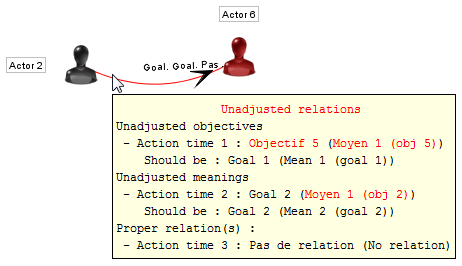 Actor 6
Actor 2
Goal. Goal. Pas
Unadjusted relations
Unadjusted objectives
- Action time 1 : Objectif 5 (Moyen 1 (obj 5))
Should be : Goal 1 (Mean 1 (goal 1))
Unadjusted meanings
- Action time 2 : Goal 2 (Moyen 1 (obj 2))
Should be : Goal 2 (Mean 2 (goal 2))
Proper relation(s) :
- Action time 3 : Pas de relation (No relation)